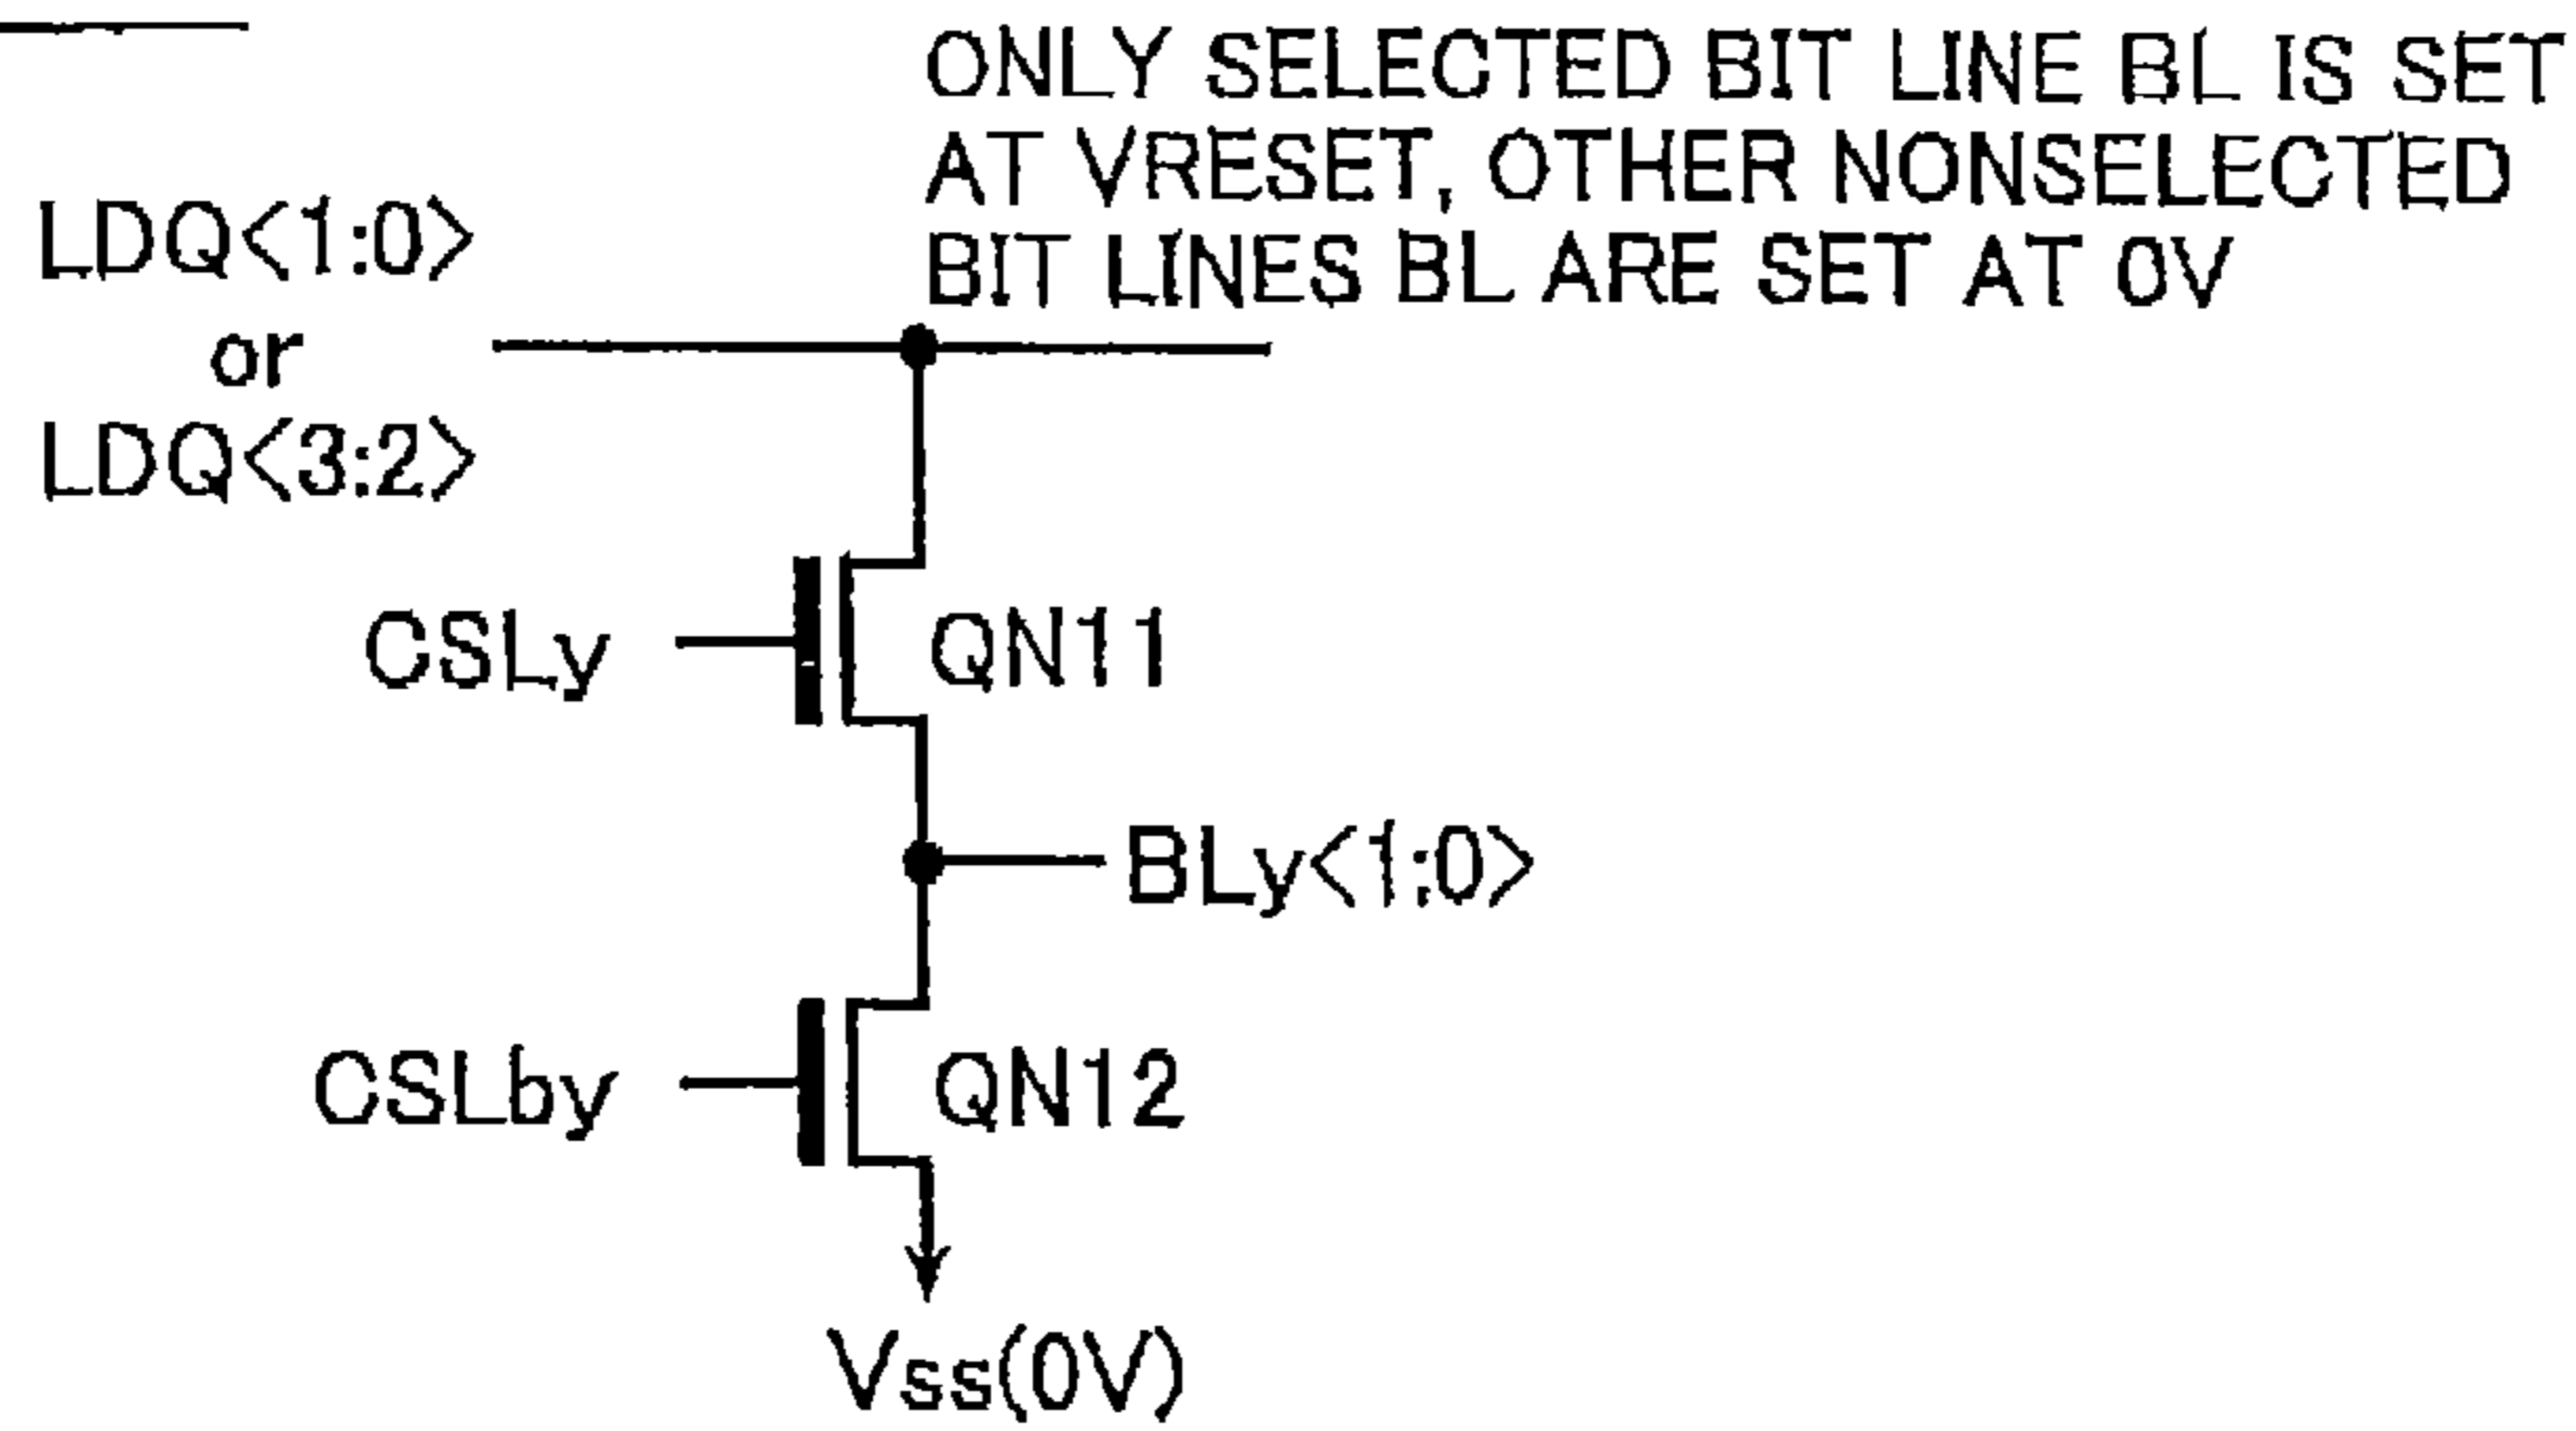 ONLY SELECTED BIT LINE BL IS SET
AT VRESET, OTHER NONSELECTED
BIT LINES BL ARE SET AT 0V
LDQ<1:0>
or
LDQ<3:2>
CSLy
QN11
BLy<1:0>
CSLby
QN12
Vss(0V)